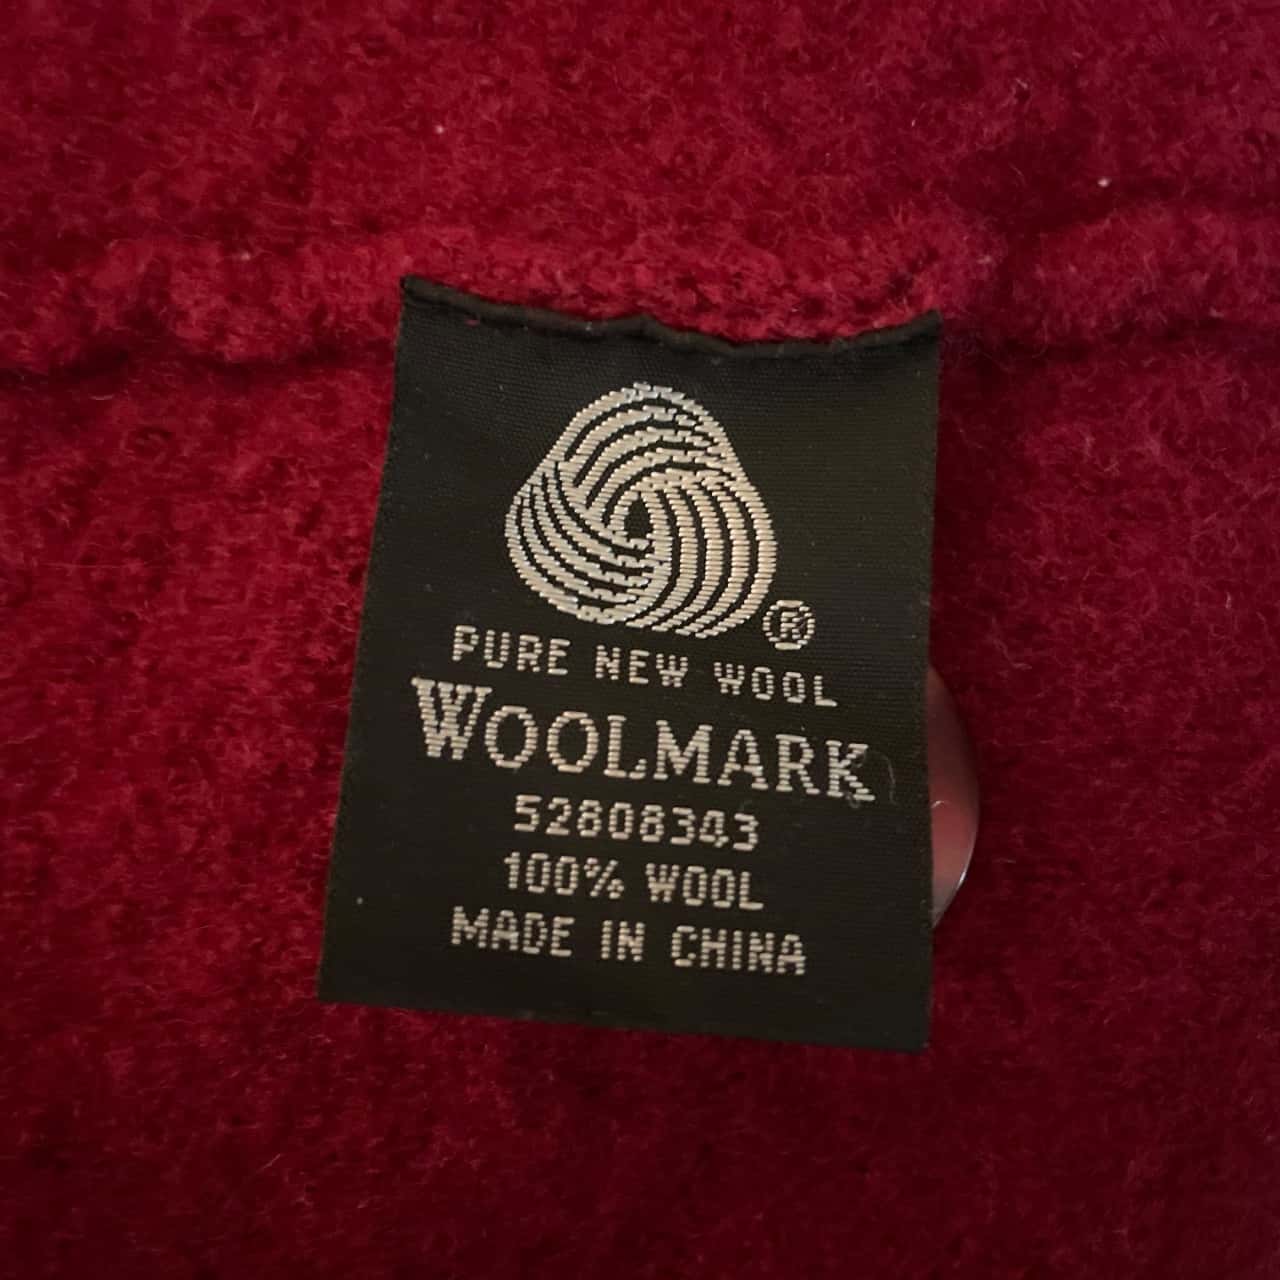 ®
PURE NEW WOOL
WOOLMARK
52808343
100% WOOL
MADE IN CHINA